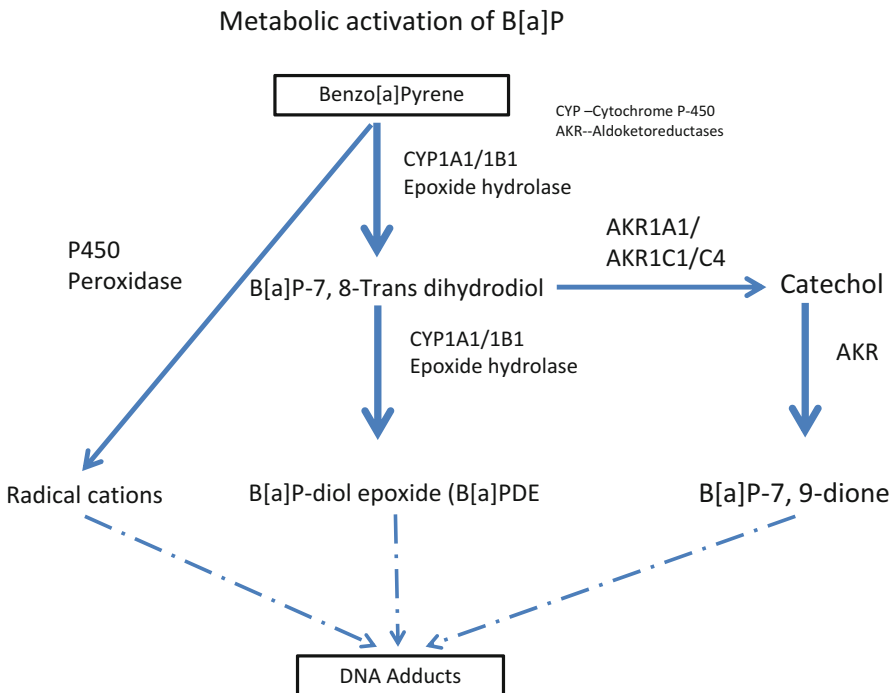 Metabolic activation of B[a]P
Benzo[a]Pyrene
CYP –Cytochrome P-450
AKR--Aldoketoreductases
CYP1A1/1B1
Epoxide hydrolase
P450
Peroxidase
AKR1A1/
AKR1C1/C4
B[a]P-7, 8-Trans dihydrodiol
Catechol
CYP1A1/1B1
Epoxide hydrolase
AKR
Radical cations
B[a]P-diol epoxide (B[a]PDE
B[a]P-7, 9-dione
DNA Adducts